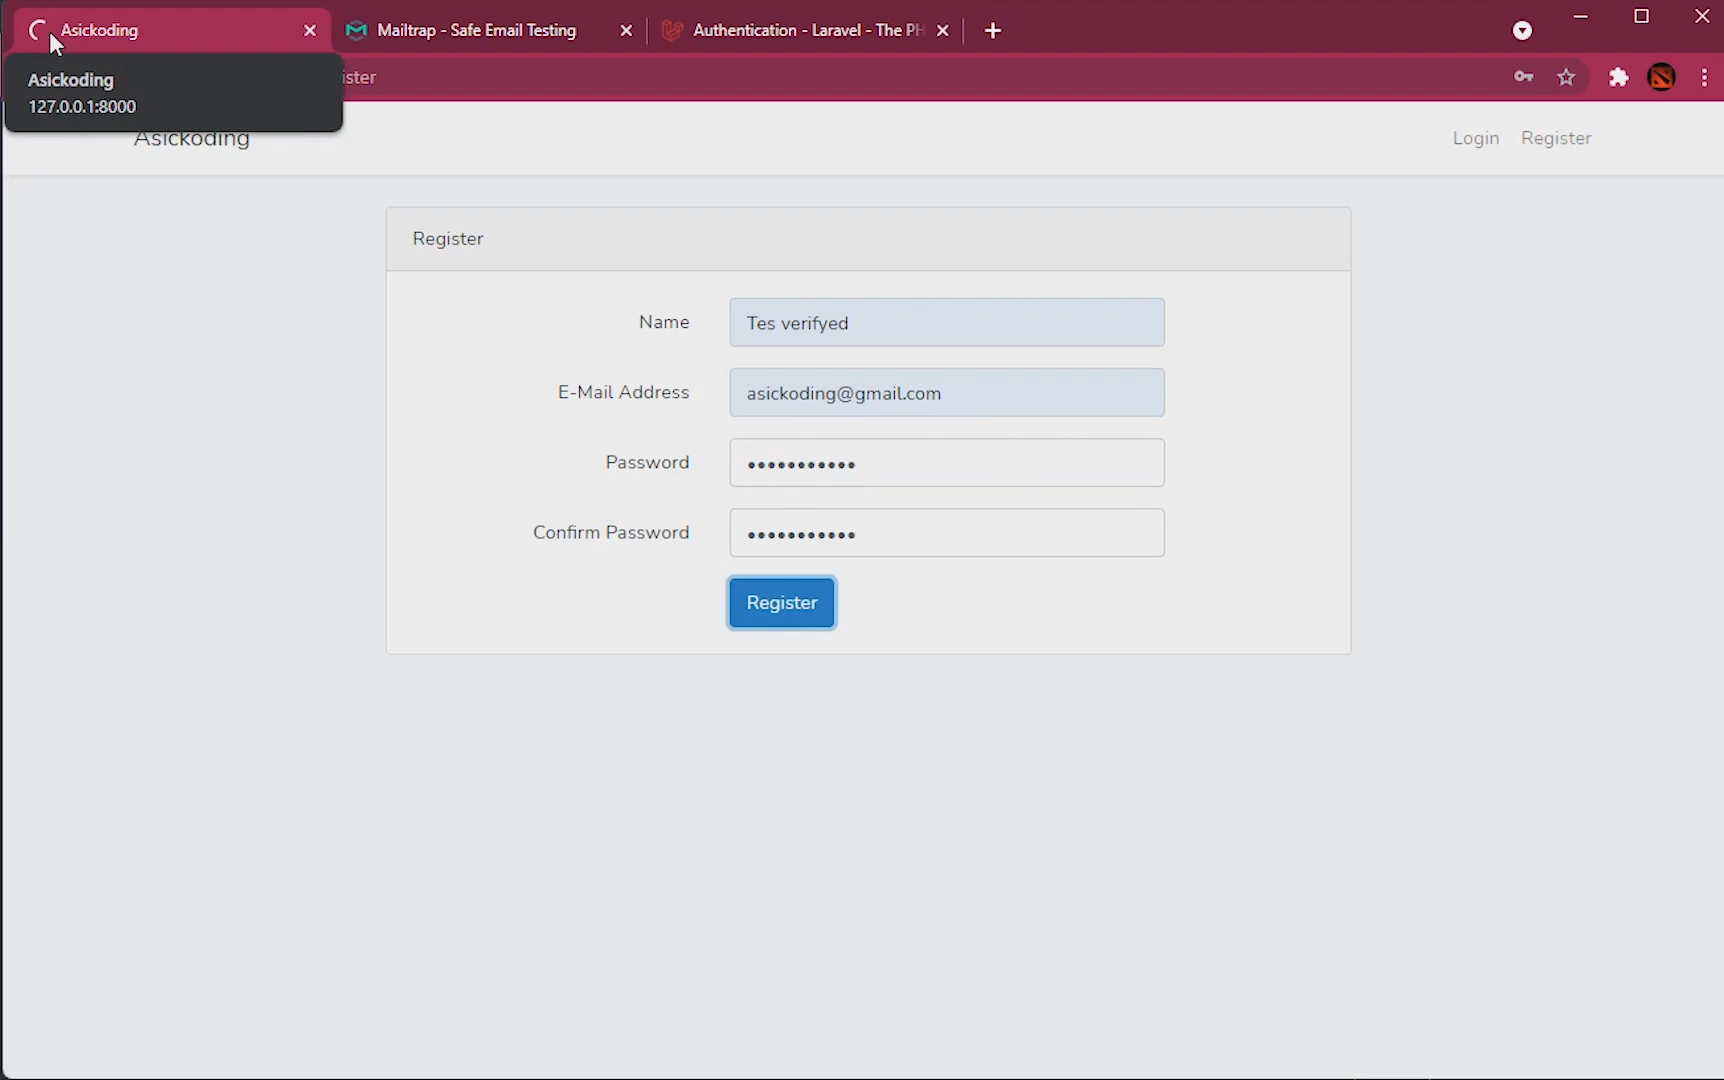 Asickoding
Mailtrap - Safe Email Testing
Authentication - Laravel - The PH
Asickoding
127.0.0.1:8000
ister
Asickoding
Login
Register
Register
Name
Tes verifyed
E-Mail Address
asickoding@gmail.com
Password
Confirm Password
Register